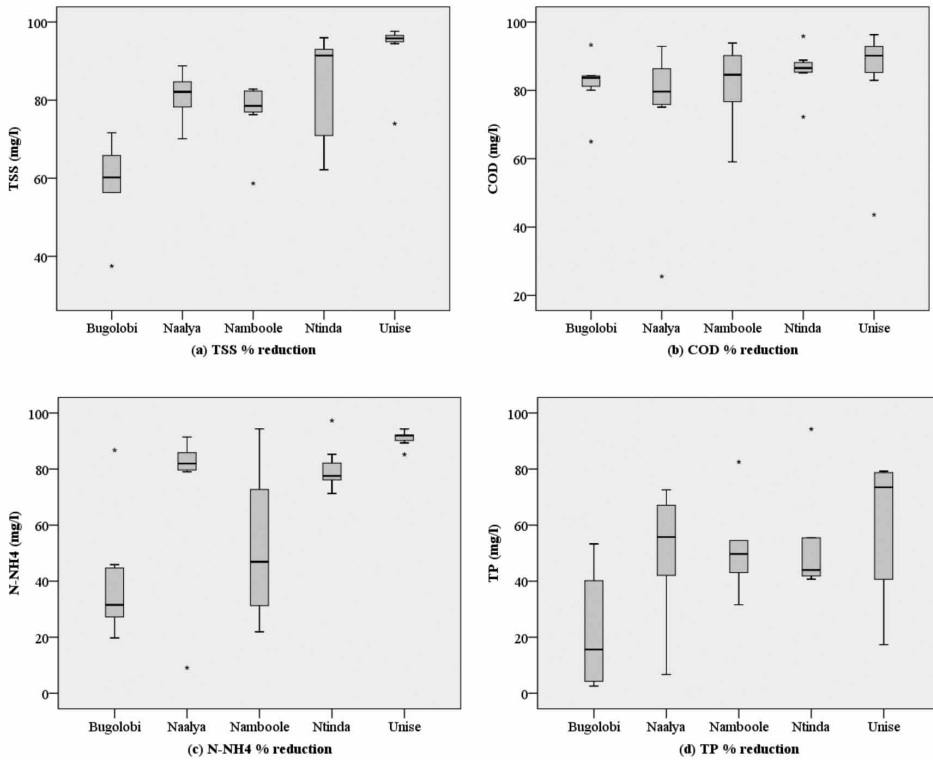 100
80
60
40
TSS (mg/l)
Bugolobi Naalya Namboole Ntinda Unise
(a) TSS % reduction
100
80
60
40
20
COD (mg/l)
Bugolobi Naalya Namboole Ntinda Unise
(b) COD % reduction
100
80
60
40
20
0
N-NH4 (mg/l)
Bugolobi Naalya Namboole Ntinda Unise
(c) N-NH4 % reduction
100
80
60
40
20
0
TP (mg/l)
Bugolobi Naalya Namboole Ntinda Unise
(d) TP % reduction